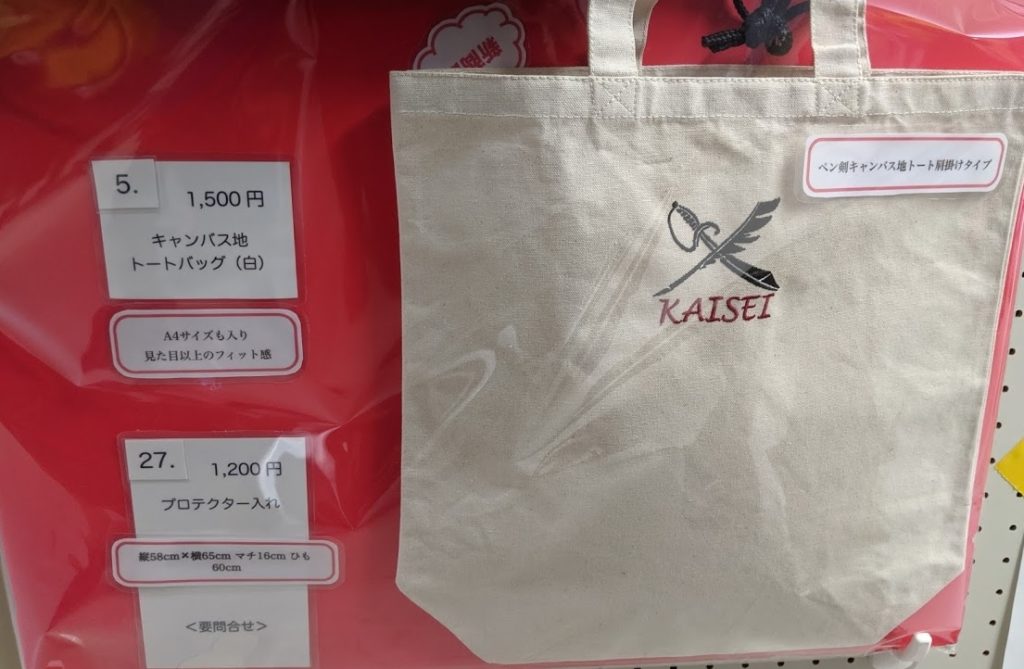 新商
5.
1,500円
キャンバス地
トートバッグ（白）
A4サイズも入り
見た目以上のフィット感
27.
1,200円
プロテクター入れ
縦58cm✖横65cm マチ16cm ひも
60cm
＜要問合せ＞
ペン剣キャンバス地トート肩掛けタイプ
KAISEI